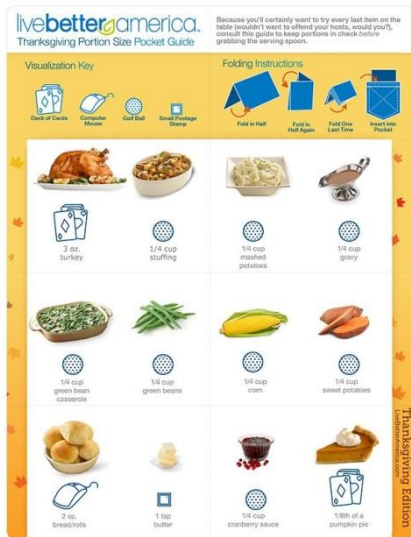 livebetteramerica.
Thanksgiving Portion Size Pocket Guide
Because you'll certainly want to try every last item on the
table (wouldn't want to offend your hosts, would you?),
consult this guide to keep portions in check before
grabbing the serving spoon.
Visualization Key
Deck of Cards
Computer
Mouse
Golf Ball
Small Postage
Stamp
Folding Instructions
Fold in Half
Fold in
Half Again
Fold One
Last Time
Insert into
Pocket
3 oz.
turkey
1/4 cup
stuffing
1/4 cup
mashed
potatoes
1/4 cup
gravy
1/4 cup
green bean
casserole
1/4 cup
green beans
1/4 cup
corn
1/4 cup
sweet potatoes
2 oz.
bread/rolls
1 tsp
butter
1/4 cup
cranberry sauce
1/8th of a
pumpkin pie
Thanksgiving Edition
LiveBetterAmerica.com